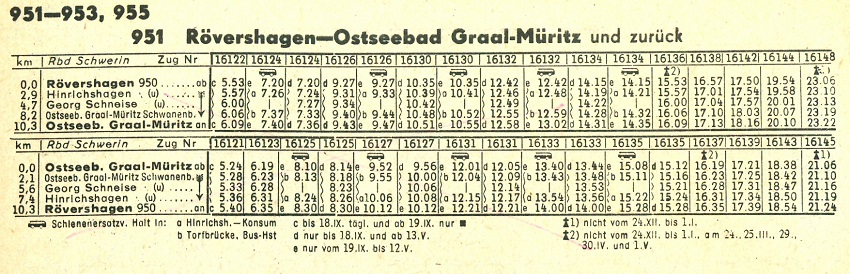 951—953, 955
951 Rövershagen—Ostseebad Graal-Müritz und zurück
km Rbd Schwerin Zug Nr 16122 16124 16124 16126 16126 16130 16130 16132 16132 16134 16134 16136 16138 16142 16144 16148
0,0 Rövershagen 950 ... ab c 5.53 e 7.20 d 7.20 d 9.27 e 9.27 d 10.35 e 10.35 d 12.42 e 12.42 d 14.15 e 14.15 15.53 16.57 17.50 19.54 23.06
2,9 Hinrichshagen (u) 5.57 a 7.26 7.24 9.31 a 9.33 10.39 a 10.41 12.46 a 12.48 14.19 a 14.21 15.57 17.01 17.54 19.58 23.10
4,7 Georg Schneise (u) 6.00 7.27 9.34 10.42 12.49 14.22 16.00 17.04 17.57 20.01 23.13
8,2 Ostseeb. Graal-Müritz Schwanenb. 6.06 b 7.37 7.33 9.40 b 9.44 10.48 b 10.52 12.55 b 12.59 14.28 b 14.32 16.06 17.10 18.03 20.07 23.19
10,3 Ostseeb. Graal-Müritz an c 6.09 e 7.40 d 7.36 d 9.43 e 9.47 d 10.51 e 10.55 d 12.58 e 13.02 d 14.31 e 14.35 16.09 17.13 18.16 20.10 23.22
km Rbd Schwerin Zug Nr 16121 16123 16125 16125 16127 16127 16131 16131 16133 16133 16135 16135 16137 16139 16143 16145
0,0 Ostseeb. Graal-Müritz ab c 5.24 6.19 e 8.10 d 8.14 e 9.52 d 9.56 e 12.01 d 12.05 e 13.40 d 13.44 e 15.08 d 15.12 16.19 17.21 18.38 21.06
2,1 Ostseeb. Graal-Müritz Schwanenb. 5.28 6.23 b 8.13 8.18 b 9.55 10.00 b 12.04 12.09 b 13.43 13.48 b 15.11 15.16 16.23 17.25 18.42 21.10
5,6 Georg Schneise (u) 5.33 6.28 8.23 10.06 12.14 13.53 15.21 16.28 17.31 18.47 21.16
7,4 Hinrichshagen (u) 5.36 6.31 a 8.24 8.26 a 10.06 10.08 a 12.15 12.17 a 13.54 13.56 a 15.22 15.24 16.31 17.34 18.50 21.19
10,3 Rövershagen 950 ... an c 5.40 6.35 e 8.30 d 8.30 e 10.12 d 10.12 e 12.21 d 12.21 e 14.00 d 14.00 e 15.28 d 15.28 16.35 17.39 18.54 21.24
Schienenersatzv. Halt in: a Hinrichsh.—Konsum c bis 18.IX. tägl. und ab 19.IX. nur ■ 1) nicht vom 24.XII. bis 1.I.
b Torfbrücke. Bus-Hst d nur bis 18.IX. und ab 13.V. 2) nicht vom 24.XII. bis 1.I., am 24., 25.III., 29.,
e nur vom 19.IX. bis 12.V. 30.IV. und 1.V.